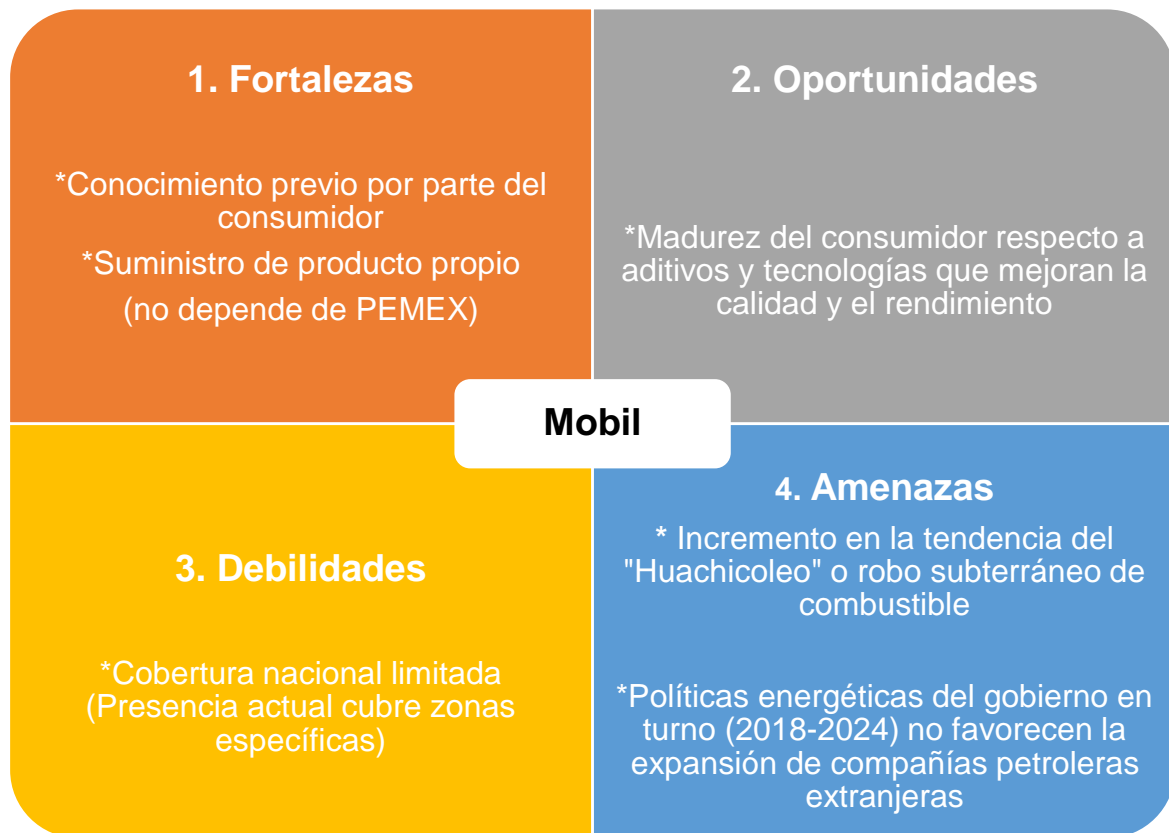 1. Fortalezas
*Conocimiento previo por parte del
consumidor
*Suministro de producto propio
(no depende de PEMEX)
2. Oportunidades
*Madurez del consumidor respecto a
aditivos y tecnologías que mejoran la
calidad y el rendimiento
Mobil
3. Debilidades
*Cobertura nacional limitada
(Presencia actual cubre zonas
específicas)
4. Amenazas
* Incremento en la tendencia del
"Huachicoleo" o robo subterráneo de
combustible
*Políticas energéticas del gobierno en
turno (2018-2024) no favorecen la
expansión de compañías petroleras
extranjeras